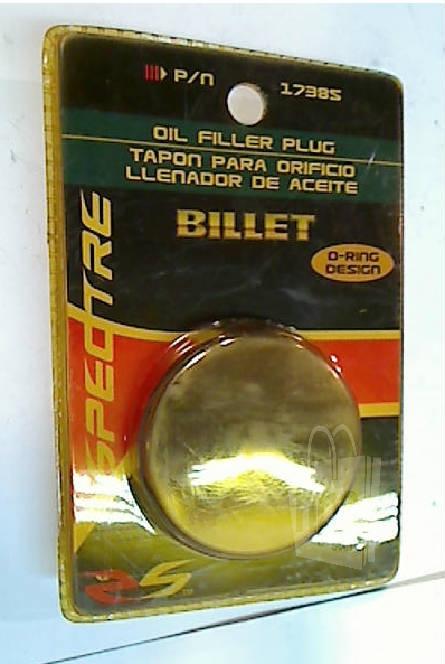 P/N 17385
OIL FILLER PLUG
TAPON PARA ORIFICIO
LLENADOR DE ACEITE
BILLET
O-RING
DESIGN
SPECTRE